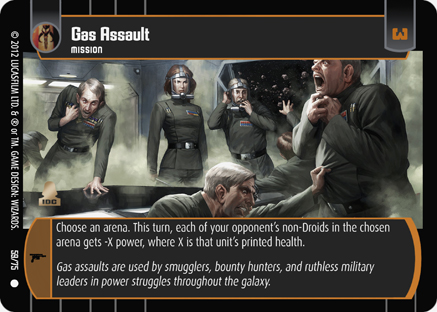 Gas Assault
MISSION
3
© 2012 LUCASFILM LTD. & ® or TM. GAME DESIGN: WIZARDS.
IBC
Choose an arena. This turn, each of your opponent's non-Droids in the chosen
arena gets -X power, where X is that unit's printed health.
Gas assaults are used by smugglers, bounty hunters, and ruthless military
leaders in power struggles throughout the galaxy.
59/75